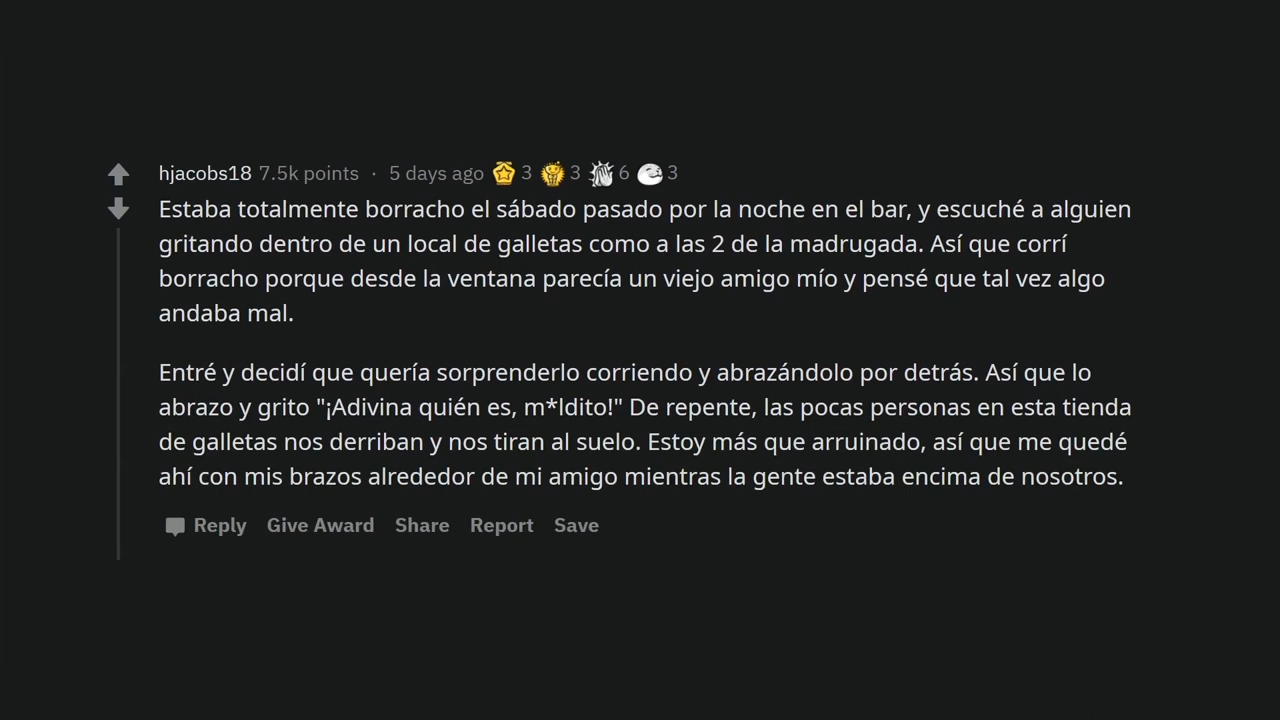 hjacobs18 7.5k points · 5 days ago 3 3 6 3
Estaba totalmente borracho el sábado pasado por la noche en el bar, y escuché a alguien
gritando dentro de un local de galletas como a las 2 de la madrugada. Así que corrí
borracho porque desde la ventana parecía un viejo amigo mío y pensé que tal vez algo
andaba mal.
Entré y decidí que quería sorprenderlo corriendo y abrazándolo por detrás. Así que lo
abrazo y grito "¡Adivina quién es, m*ldito!" De repente, las pocas personas en esta tienda
de galletas nos derriban y nos tiran al suelo. Estoy más que arruinado, así que me quedé
ahí con mis brazos alrededor de mi amigo mientras la gente estaba encima de nosotros.
Reply Give Award Share Report Save